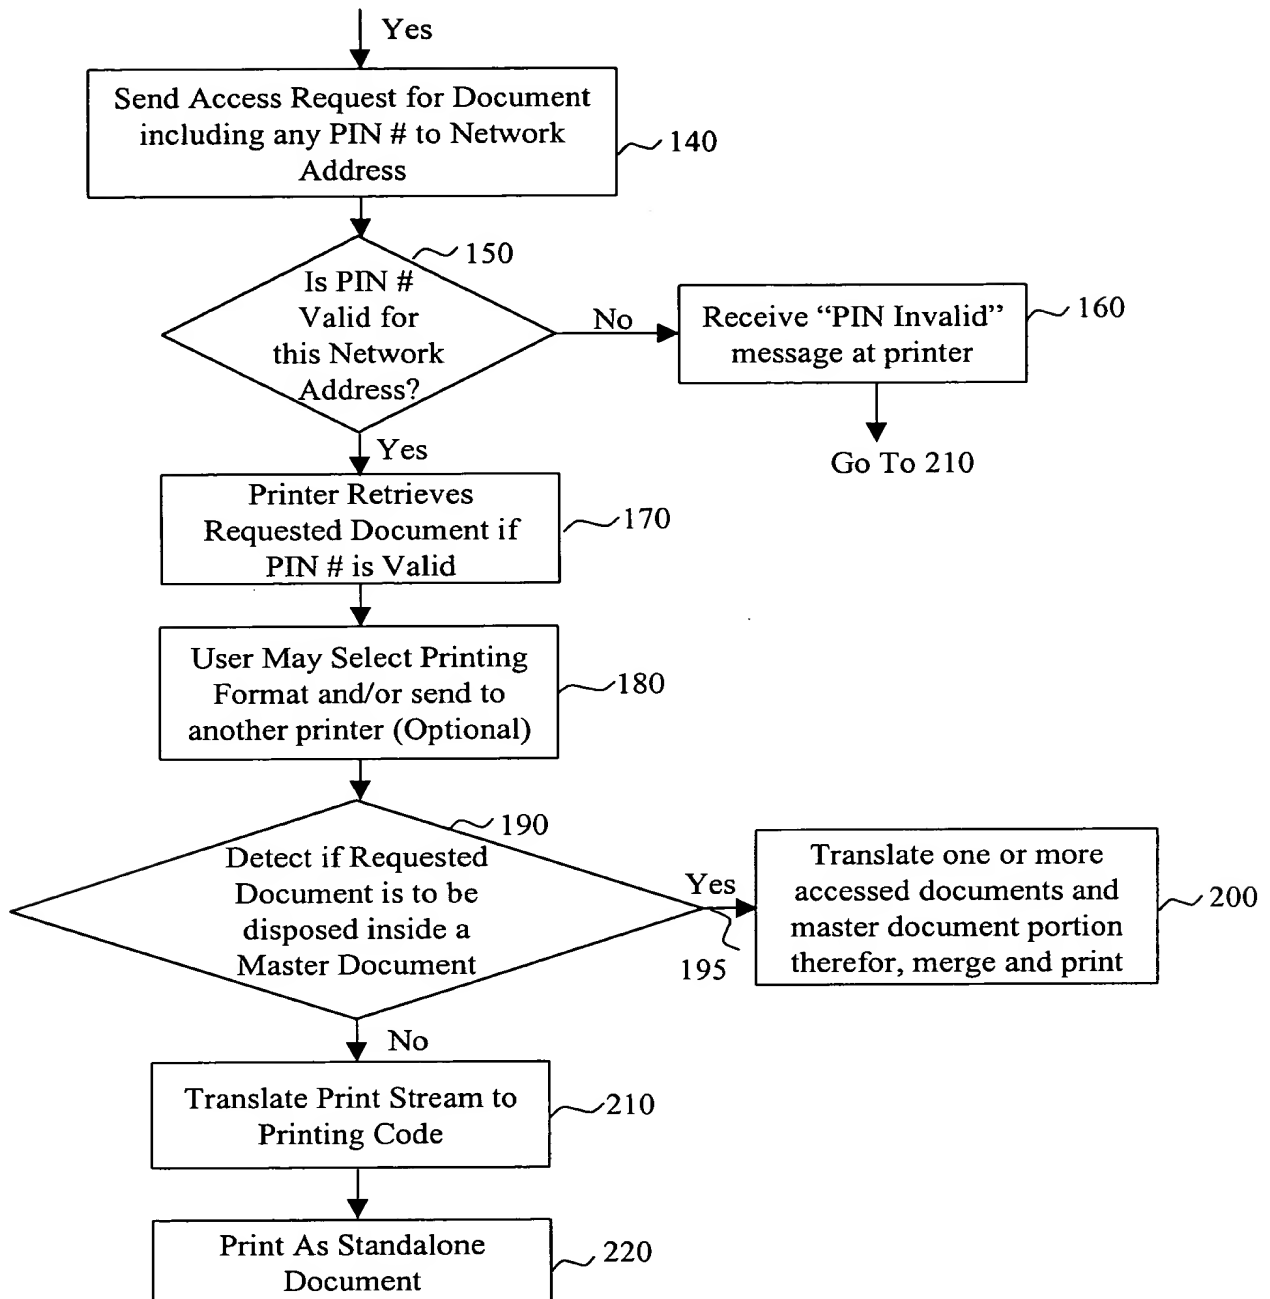 Yes
Send Access Request for Document
including any PIN # to Network
Address
140
150
Is PIN #
Valid for
this Network
Address?
No
Receive “PIN Invalid”
message at printer
160
Go To 210
Yes
Printer Retrieves
Requested Document if
PIN # is Valid
170
User May Select Printing
Format and/or send to
another printer (Optional)
180
190
Detect if Requested
Document is to be
disposed inside a
Master Document
Yes
195
Translate one or more
accessed documents and
master document portion
therefor, merge and print
200
No
Translate Print Stream to
Printing Code
210
Print As Standalone
Document
220